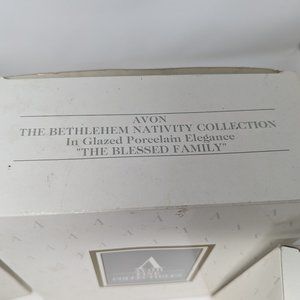 AVON
THE BETHLEHEM NATIVITY COLLECTION
In Glazed Porcelain Elegance
"THE BLESSED FAMILY"
A